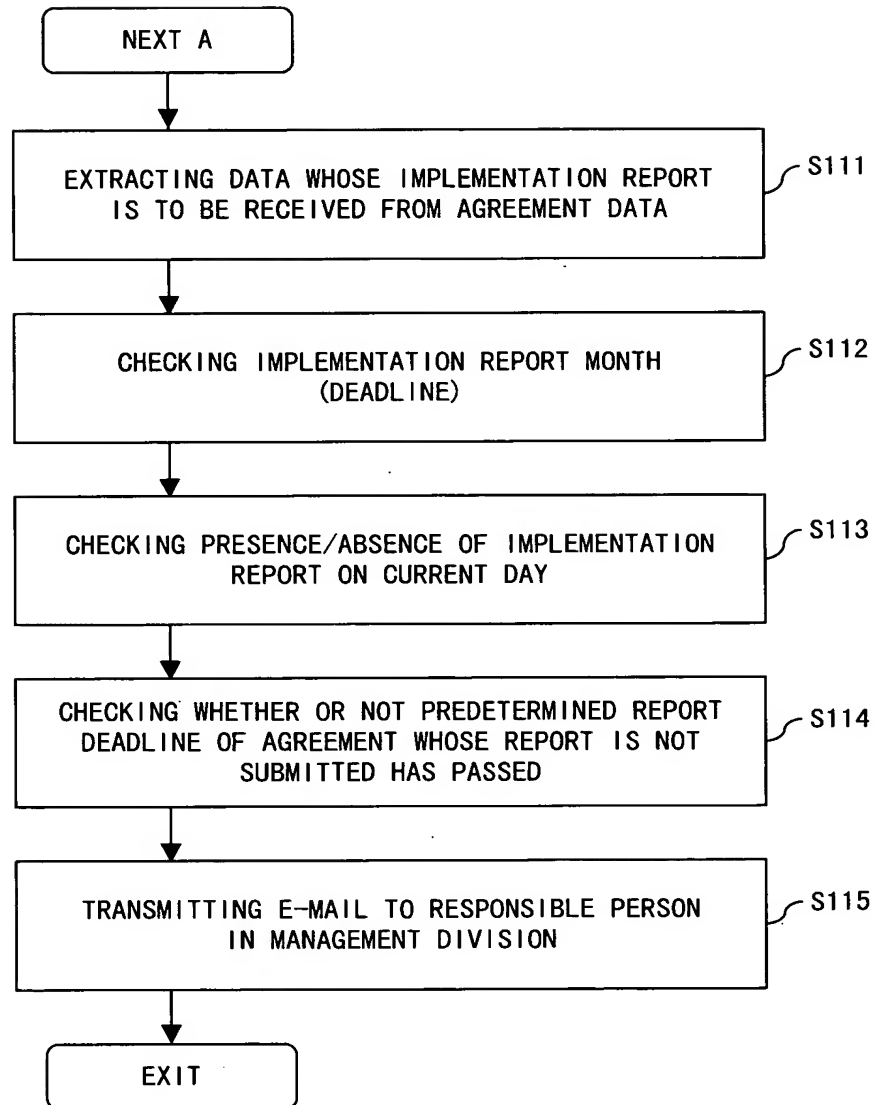 NEXT A
EXTRACTING DATA WHOSE IMPLEMENTATION REPORT
IS TO BE RECEIVED FROM AGREEMENT DATA
S111
CHECKING IMPLEMENTATION REPORT MONTH
(DEADLINE)
S112
CHECKING PRESENCE/ABSENCE OF IMPLEMENTATION
REPORT ON CURRENT DAY
S113
CHECKING WHETHER OR NOT PREDETERMINED REPORT
DEADLINE OF AGREEMENT WHOSE REPORT IS NOT
SUBMITTED HAS PASSED
S114
TRANSMITTING E-MAIL TO RESPONSIBLE PERSON
IN MANAGEMENT DIVISION
S115
EXIT